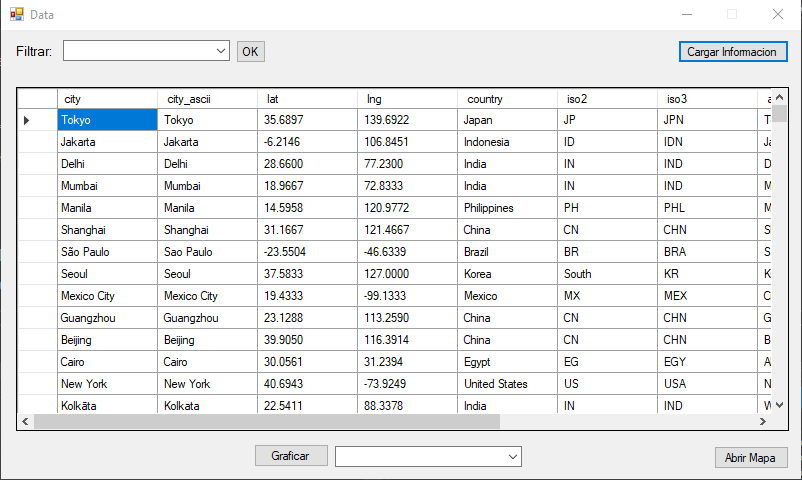 Data
Filtrar: OK Cargar Informacion
city city_ascii lat lng country iso2 iso3 a
Tokyo Tokyo 35.6897 139.6922 Japan JP JPN T
Jakarta Jakarta -6.2146 106.8451 Indonesia ID IDN Ja
Delhi Delhi 28.6600 77.2300 India IN IND D
Mumbai Mumbai 18.9667 72.8333 India IN IND M
Manila Manila 14.5958 120.9772 Philippines PH PHL M
Shanghai Shanghai 31.1667 121.4667 China CN CHN S
São Paulo Sao Paulo -23.5504 -46.6339 Brazil BR BRA S
Seoul Seoul 37.5833 127.0000 Korea South KR K
Mexico City Mexico City 19.4333 -99.1333 Mexico MX MEX C
Guangzhou Guangzhou 23.1288 113.2590 China CN CHN G
Beijing Beijing 39.9050 116.3914 China CN CHN B
Cairo Cairo 30.0561 31.2394 Egypt EG EGY A
New York New York 40.6943 -73.9249 United States US USA N
Kolkāta Kolkata 22.5411 88.3378 India IN IND W
Graficar Abrir Mapa